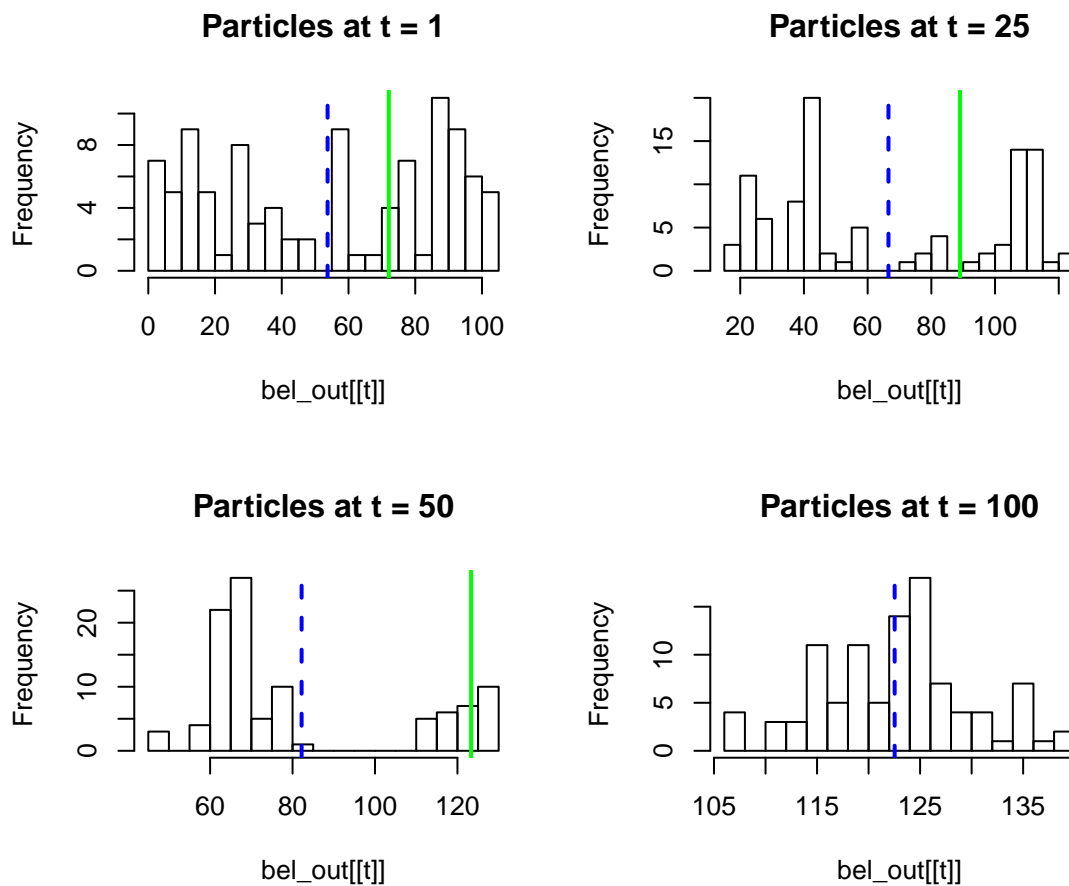 Particles at t = 1
Frequency
0 4 8
0 20 40 60 80 100
bel_out[[t]]
Particles at t = 25
Frequency
0 5 15
20 40 60 80 100
bel_out[[t]]
Particles at t = 50
Frequency
0 10 20
60 80 100 120
bel_out[[t]]
Particles at t = 100
Frequency
0 5 10
105 115 125 135
bel_out[[t]]